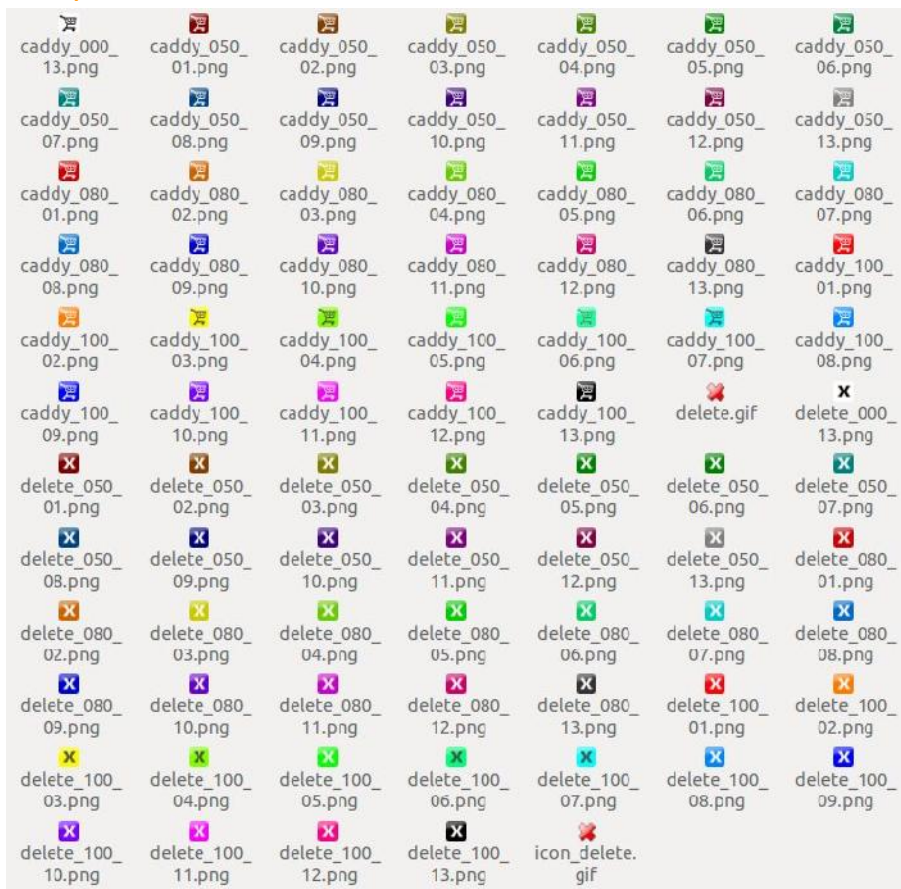 caddy_000_ caddy_050_ caddy_050_ caddy_050_ caddy_050_ caddy_050_ caddy_050_
13.png 01.png 02.png 03.png 04.png 05.png 06.png
caddy_050_ caddy_050_ caddy_050_ caddy_050_ caddy_050_ caddy_050_ caddy_050_
07.png 08.png 09.png 10.png 11.png 12.png 13.png
caddy_080_ caddy_080_ caddy_080_ caddy_080_ caddy_080_ caddy_080_ caddy_080_
01.png 02.png 03.png 04.png 05.png 06.png 07.png
caddy_080_ caddy_080_ caddy_080_ caddy_080_ caddy_080_ caddy_080_ caddy_100_
08.png 09.png 10.png 11.png 12.png 13.png 01.png
caddy_100_ caddy_100_ caddy_100_ caddy_100_ caddy_100_ caddy_100_ caddy_100_
02.png 03.png 04.png 05.png 06.png 07.png 08.png
caddy_100_ caddy_100_ caddy_100_ caddy_100_ caddy_100_ delete.gif delete_000_
09.png 10.png 11.png 12.png 13.png 13.png
delete_050_ delete_050_ delete_050_ delete_050_ delete_050_ delete_050_ delete_050_
01.png 02.png 03.png 04.png 05.png 06.png 07.png
delete_050_ delete_050_ delete_050_ delete_050_ delete_050_ delete_050_ delete_080_
08.png 09.png 10.png 11.png 12.png 13.png 01.png
delete_080_ delete_080_ delete_080_ delete_080_ delete_080_ delete_080_ delete_080_
02.png 03.png 04.png 05.png 06.png 07.png 08.png
delete_080_ delete_080_ delete_080_ delete_080_ delete_080_ delete_100_ delete_100_
09.png 10.png 11.png 12.png 13.png 01.png 02.png
delete_100_ delete_100_ delete_100_ delete_100_ delete_100_ delete_100_ delete_100_
03.png 04.png 05.png 06.png 07.png 08.png 09.png
delete_100_ delete_100_ delete_100_ delete_100_ icon_delete.
10.png 11.png 12.png 13.png gif